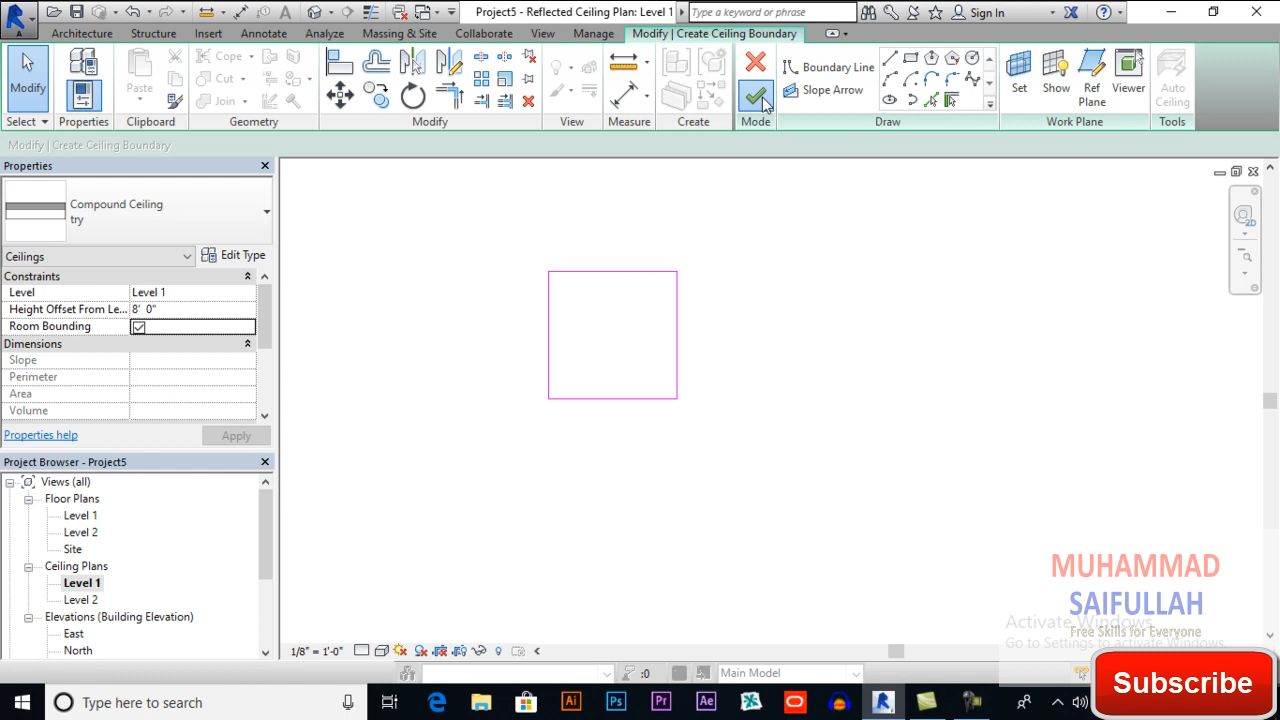 Project5 - Reflected Ceiling Plan: Level 1
Type a keyword or phrase
Sign In
Architecture
Structure
Insert
Annotate
Analyze
Massing & Site
Collaborate
View
Manage
Modify | Create Ceiling Boundary
Modify
Paste
Cope
Cut
Join
Boundary Line
Slope Arrow
Set
Show
Ref Plane
Viewer
Auto Ceiling
Select
Properties
Clipboard
Geometry
Modify
View
Measure
Create
Mode
Draw
Work Plane
Tools
Modify | Create Ceiling Boundary
Properties
Compound Ceiling
try
Ceilings
Edit Type
Constraints
Level Level 1
Height Offset From Le... 8' 0"
Room Bounding
Dimensions
Slope
Perimeter
Area
Volume
Properties help
Apply
Project Browser - Project5
Views (all)
Floor Plans
Level 1
Level 2
Site
Ceiling Plans
Level 1
Level 2
Elevations (Building Elevation)
East
North
2D
1/8" = 1'-0"
:0
Main Model
MUHAMMAD
SAIFULLAH
Free Skills for Everyone
Activate Windows
Go to Settings to activate Windows.
Subscribe
Type here to search
Ai
Ps
Pr
Ae